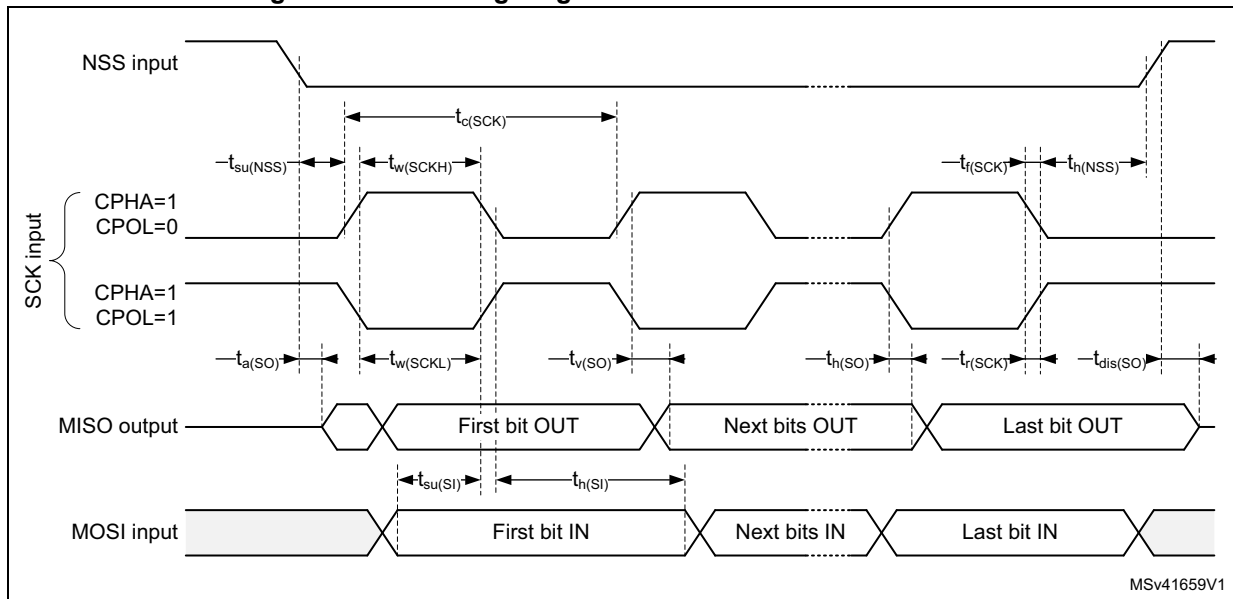 NSS input
tc(SCK)
tsu(NSS) tw(SCKH) tf(SCK) th(NSS)
SCK input
CPHA=1
CPOL=0
CPHA=1
CPOL=1
ta(SO) tw(SCKL) tv(SO) th(SO) tr(SCK) tdis(SO)
MISO output First bit OUT Next bits OUT Last bit OUT
tsu(SI) th(SI)
MOSI input First bit IN Next bits IN Last bit IN
MSv41659V1